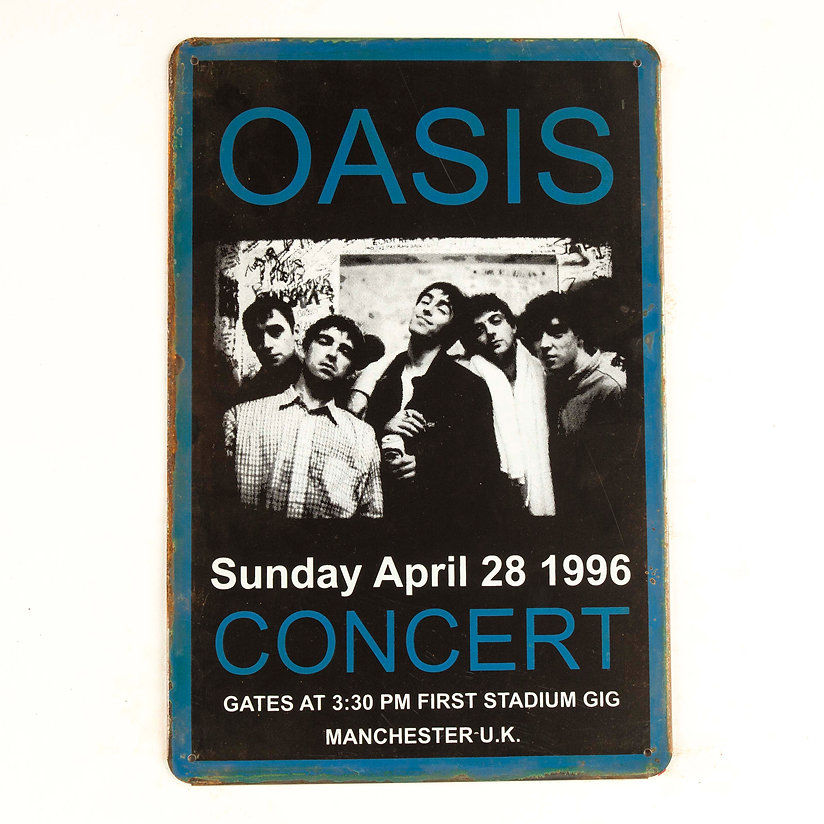 OASIS
Sunday April 28 1996
CONCERT
GATES AT 3:30 PM FIRST STADIUM GIG
MANCHESTER-U.K.